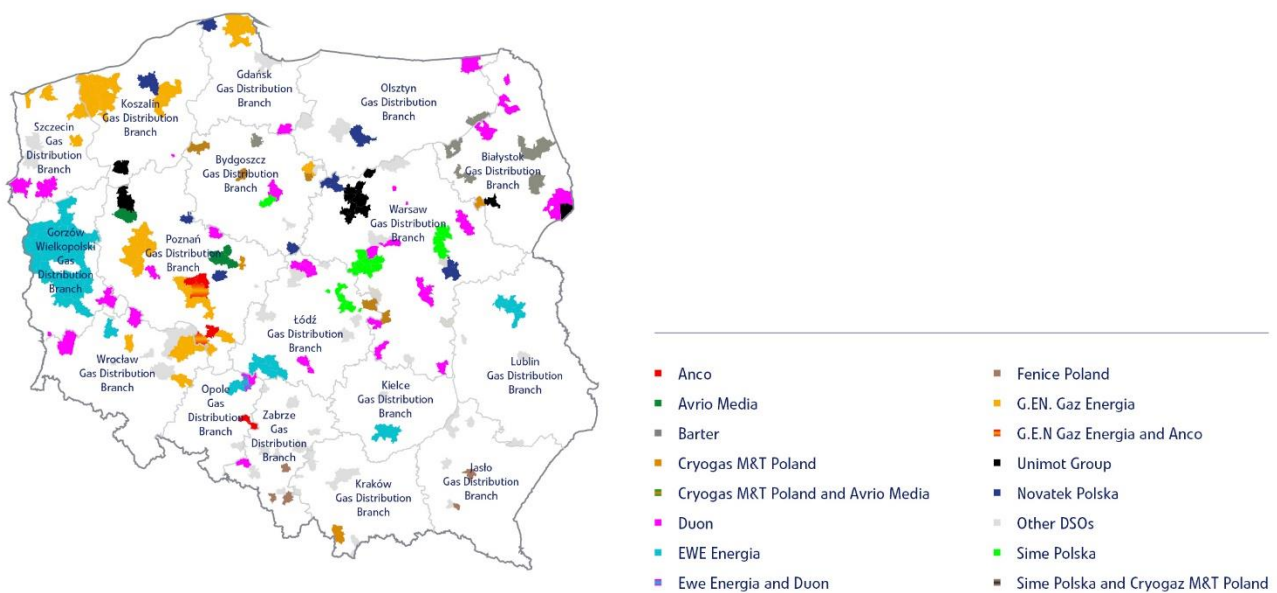 Gdańsk
Gas Distribution
Branch
Olsztyn
Gas Distribution
Branch
Koszalin
Gas Distribution
Branch
Szczecin
Gas
Distribution
Branch
Bydgoszcz
Gas Distribution
Branch
Białystok
Gas Distribution
Branch
Warsaw
Gas Distribution
Branch
Gorzów
Wielkopolski
Gas
Distribution
Branch
Poznań
Gas Distribution
Branch
Łódź
Gas Distribution
Branch
Wrocław
Gas Distribution
Branch
Lublin
Gas Distribution
Branch
Opole
Gas
Distribution
Branch
Kielce
Gas Distribution
Branch
Zabrze
Gas
Distribution
Branch
Kraków
Gas Distribution
Branch
Jasło
Gas Distribution
Branch
Anco
Avrio Media
Barter
Cryogas M&T Poland
Cryogas M&T Poland and Avrio Media
Duon
EWE Energia
Ewe Energia and Duon
Fenice Poland
G.EN. Gaz Energia
G.E.N Gaz Energia and Anco
Unimot Group
Novatek Polska
Other DSOs
Sime Polska
Sime Polska and Cryogaz M&T Poland